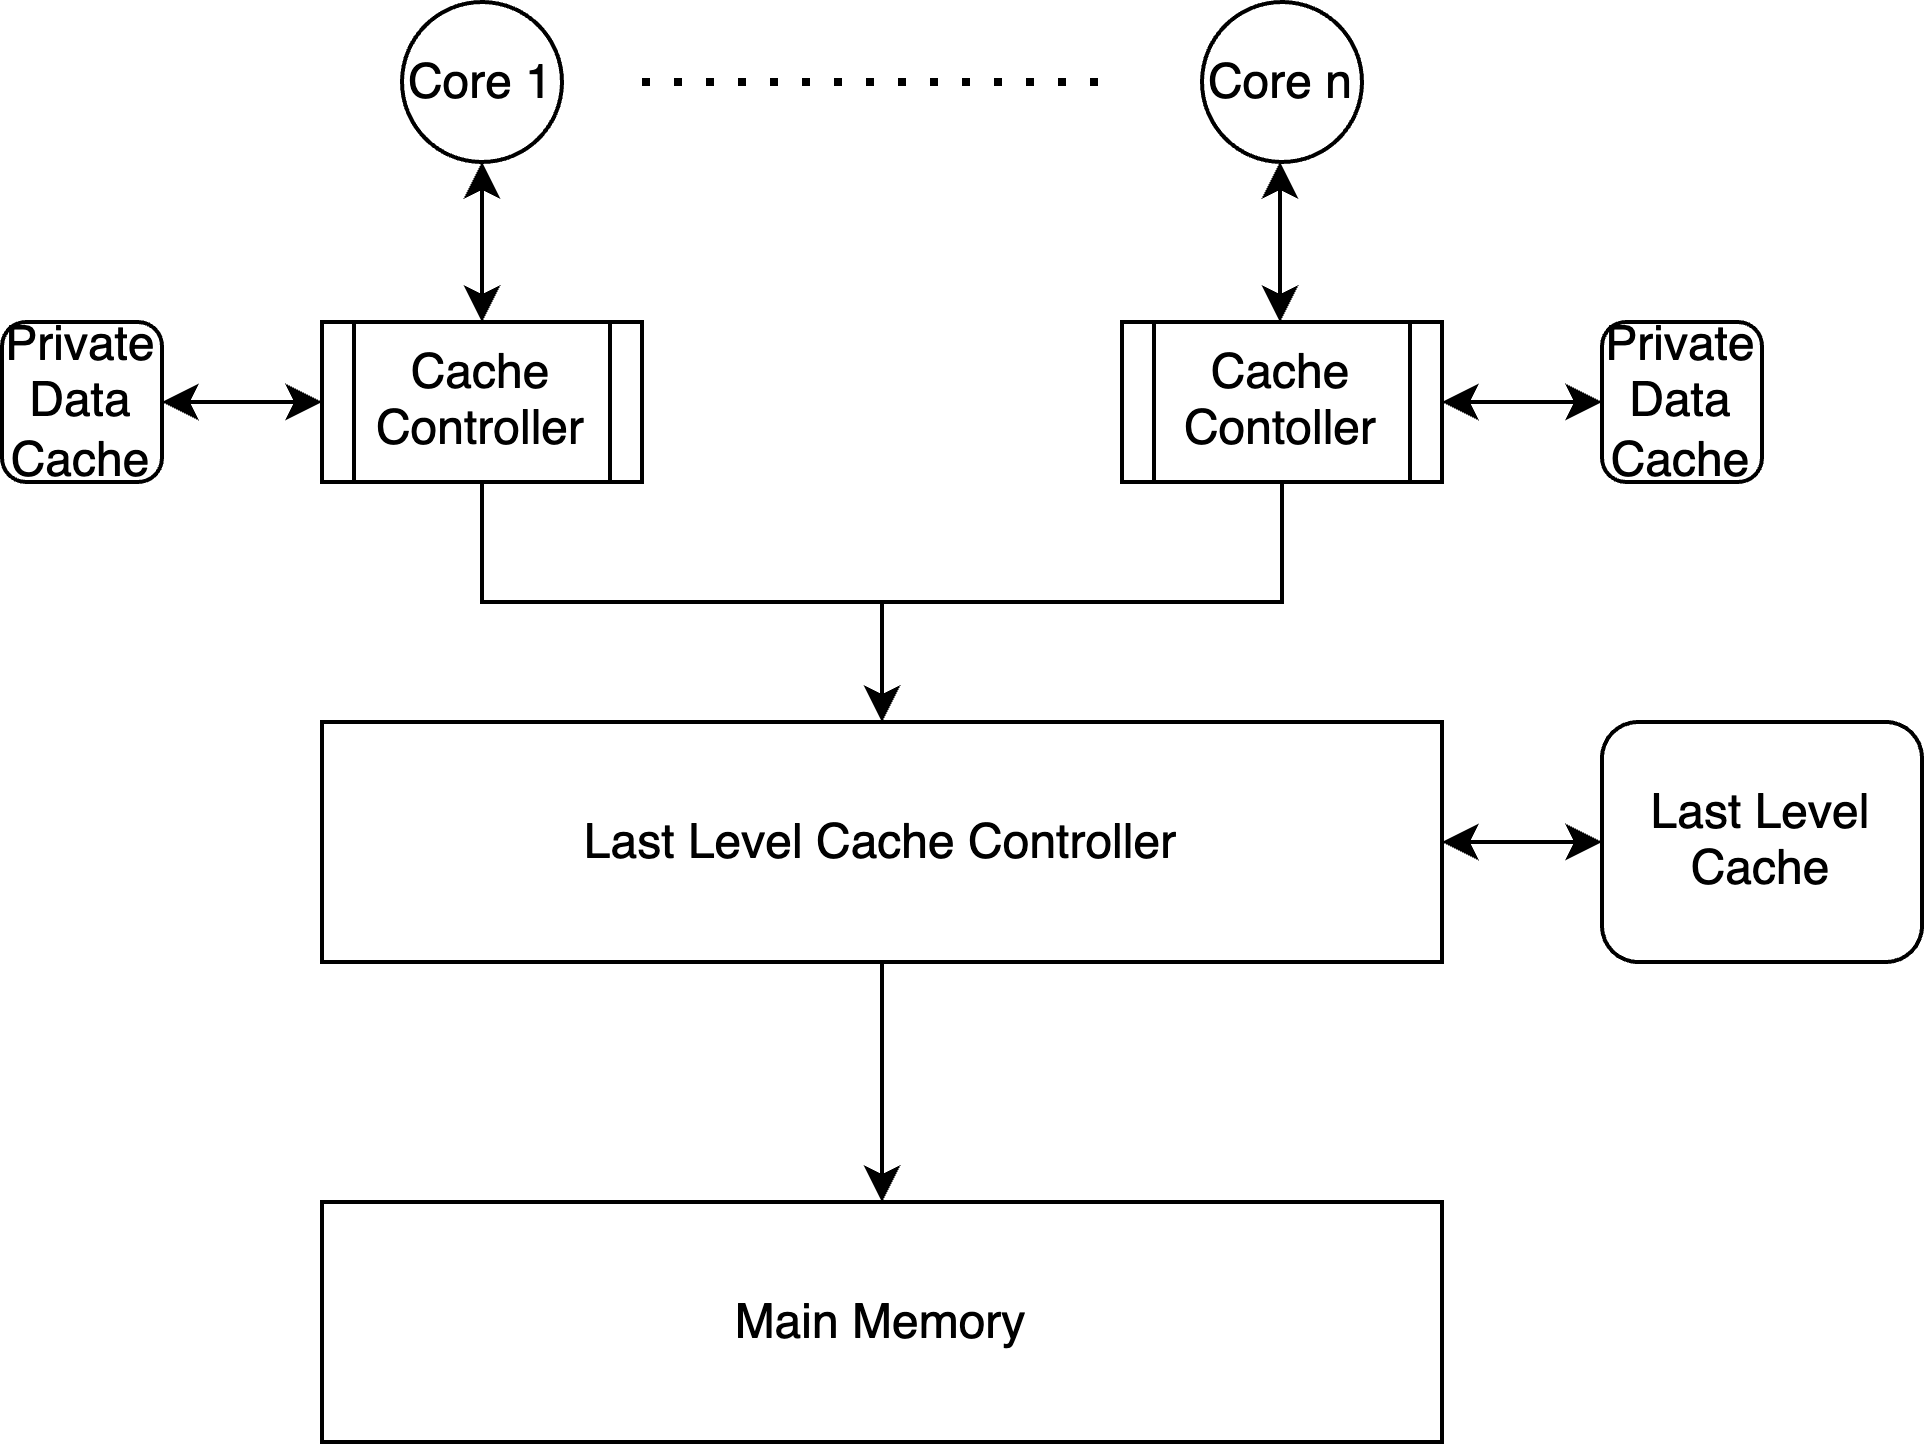 Core 1
Core n
Private
Data
Cache
Cache
Controller
Cache
Contoller
Private
Data
Cache
Last Level Cache Controller
Last Level
Cache
Main Memory